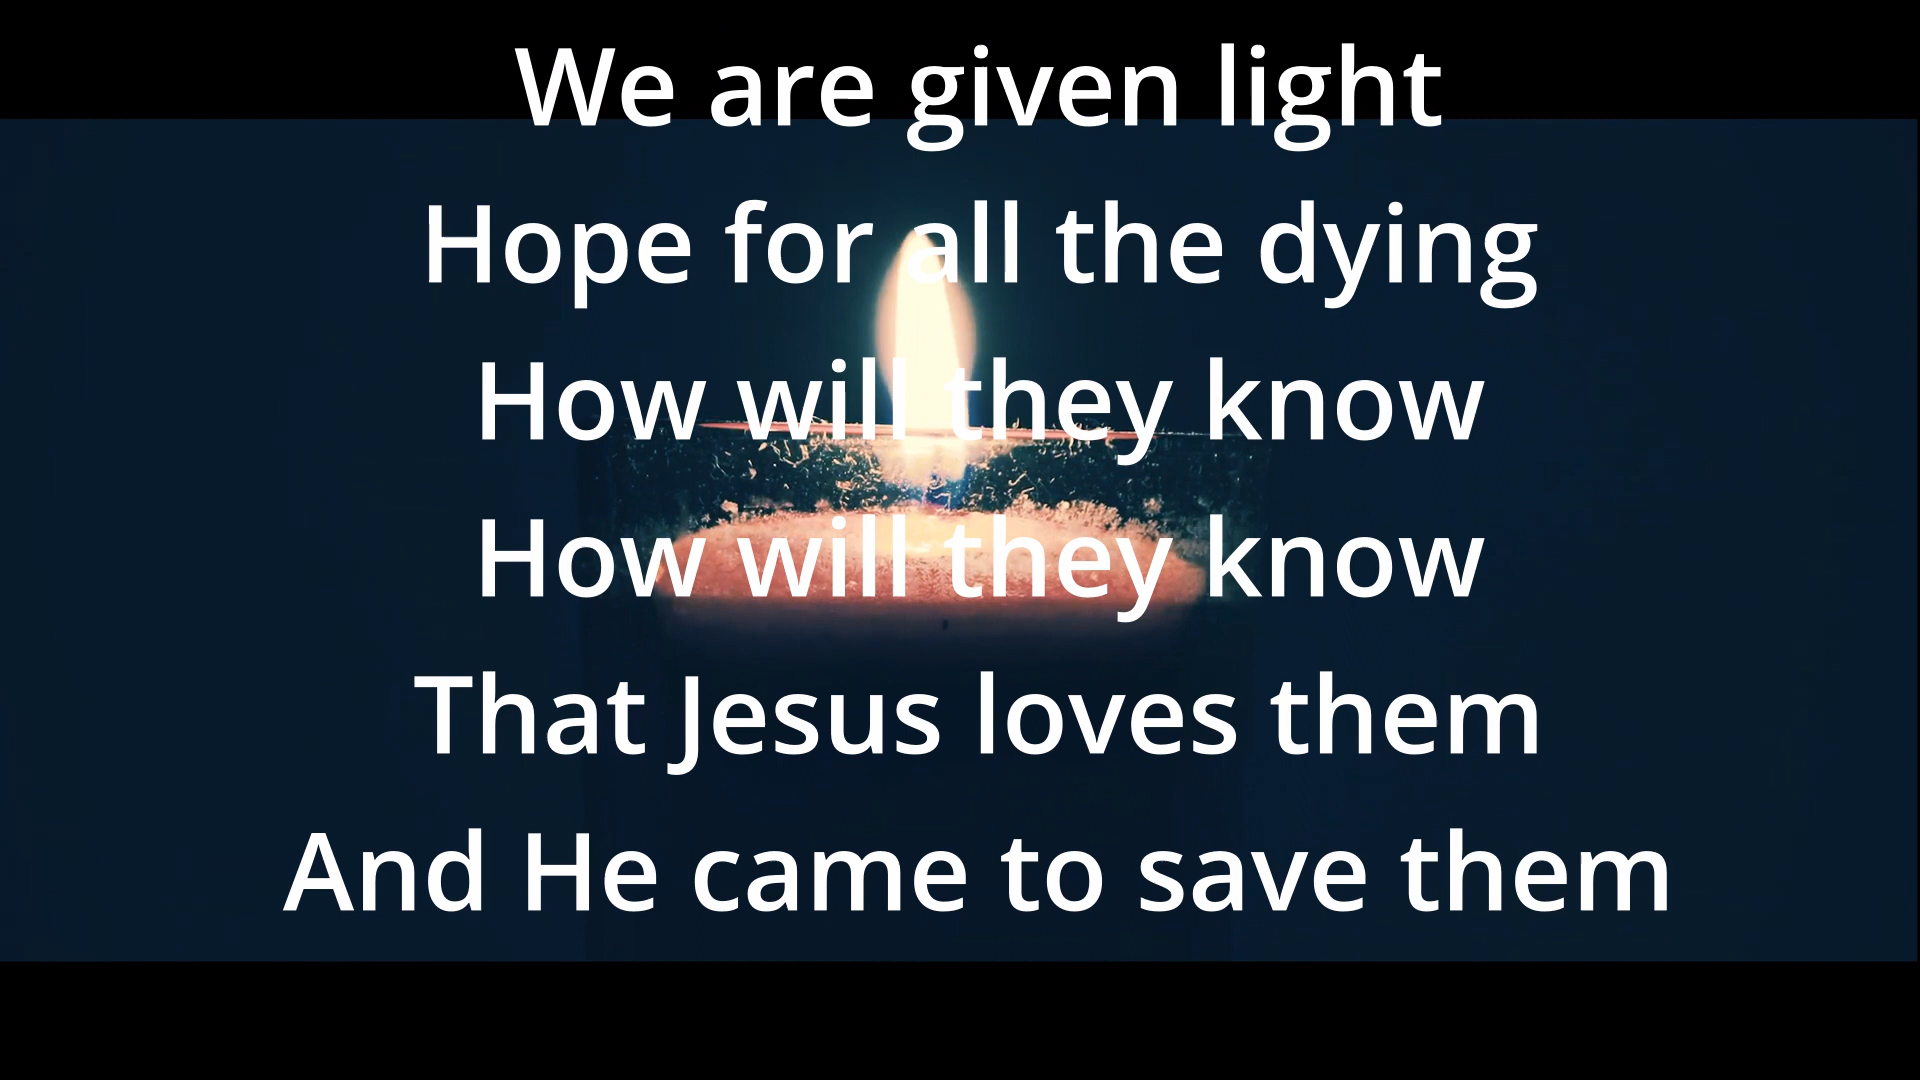 We are given light
Hope for all the dying
How will they know
How will they know
That Jesus loves them
And He came to save them